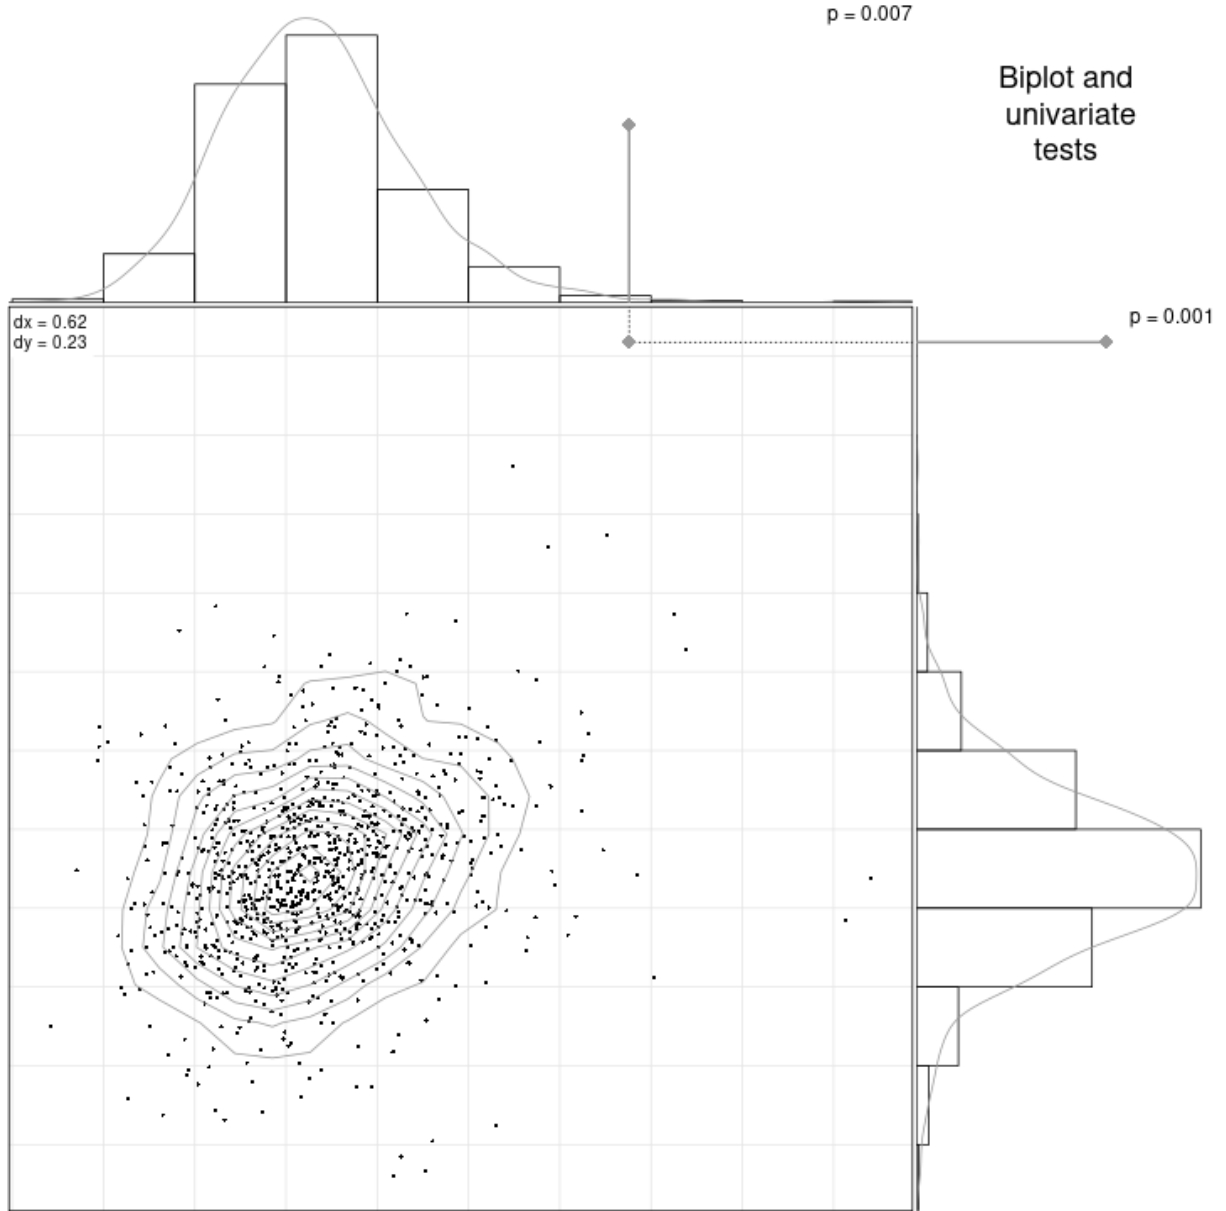 p = 0.007
Biplot and
univariate
tests
dx = 0.62
dy = 0.23
p = 0.001